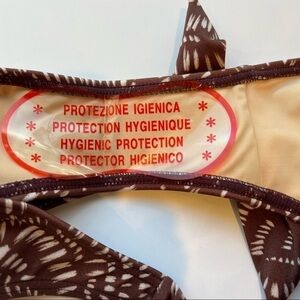 * PROTEZIONE IGIENICA *
* PROTECTION HYGIENIQUE *
* HYGIENIC PROTECTION *
* PROTECTOR HIGIENICO *